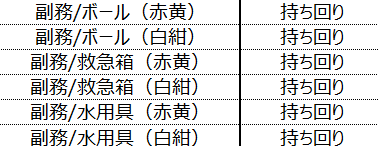 副務/ボール（赤黄） 持ち回り
副務/ボール（白紺） 持ち回り
副務/救急箱（赤黄） 持ち回り
副務/救急箱（白紺） 持ち回り
副務/水用具（赤黄） 持ち回り
副務/水用具（白紺） 持ち回り